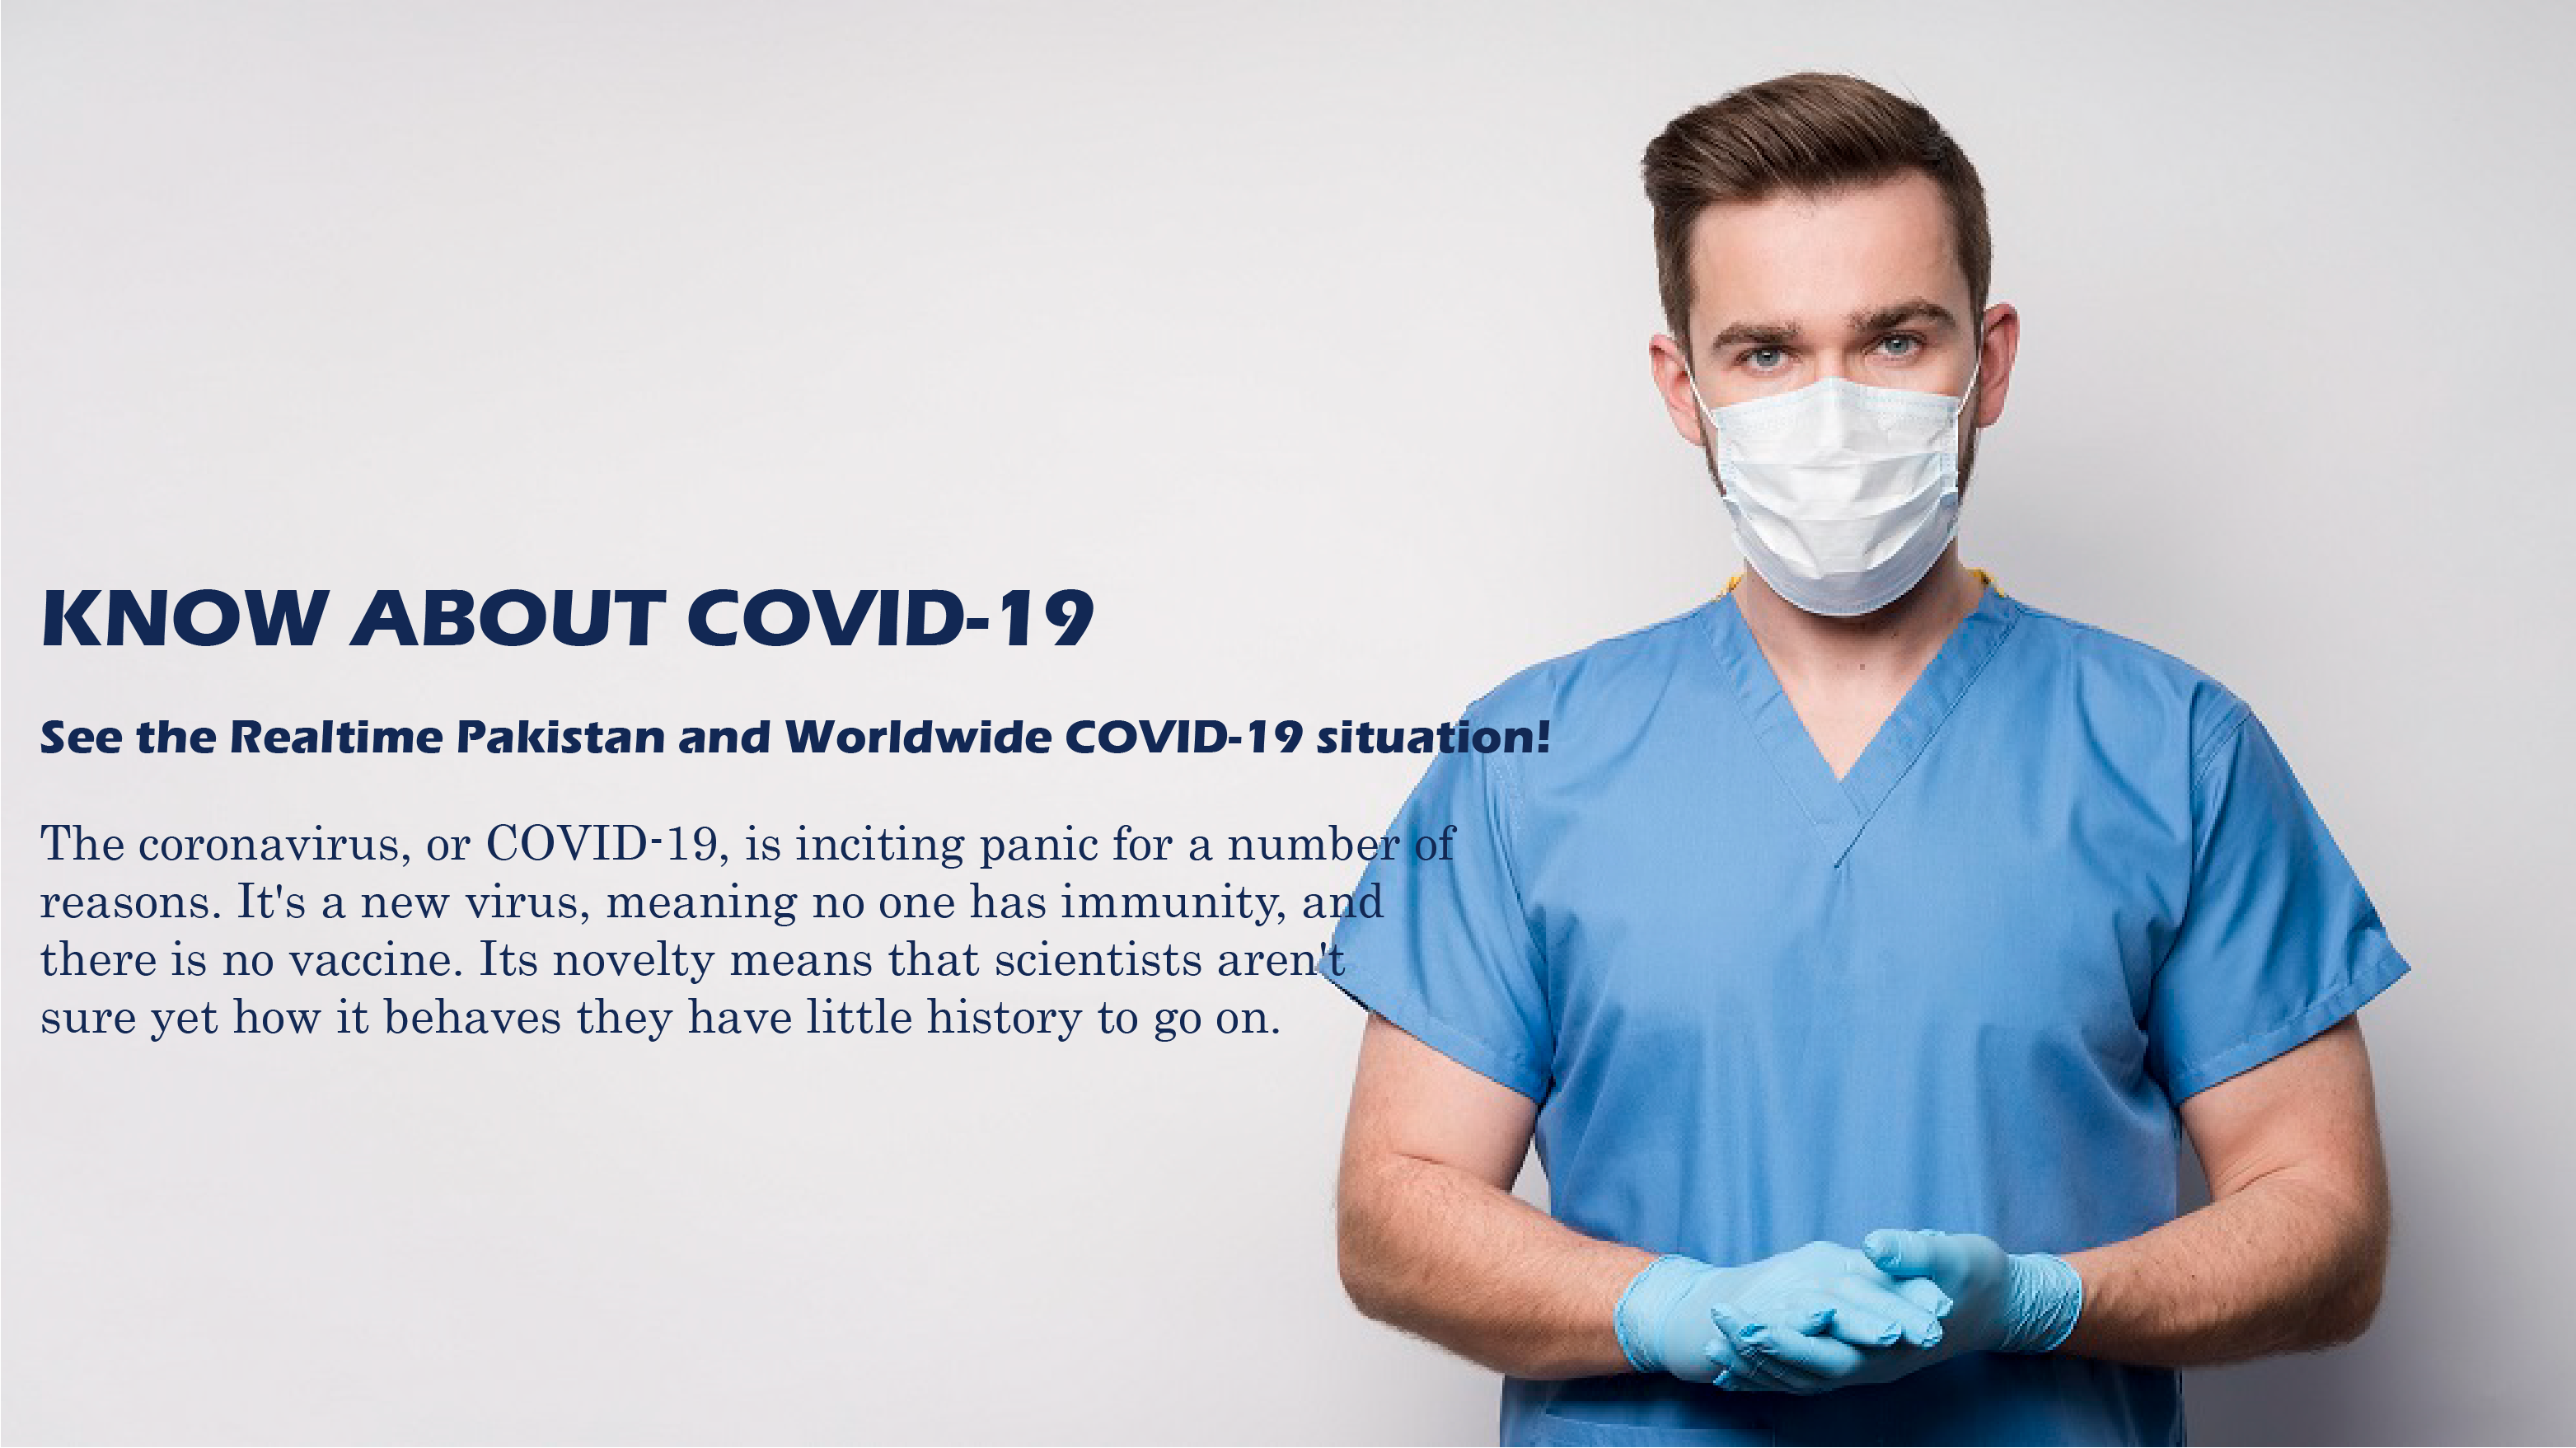 KNOW ABOUT COVID-19
See the Realtime Pakistan and Worldwide COVID-19 situation!
The coronavirus, or COVID-19, is inciting panic for a number of
reasons. It's a new virus, meaning no one has immunity, and
there is no vaccine. Its novelty means that scientists aren't
sure yet how it behaves they have little history to go on.